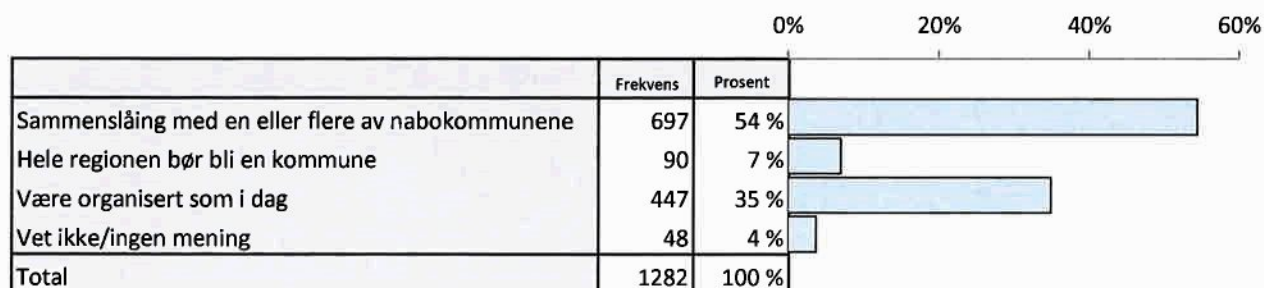 0% 20% 40% 60%
Frekvens Prosent
Sammenslåing med en eller flere av nabokommunene 697 54 %
Hele regionen bør bli en kommune 90 7 %
Være organisert som i dag 447 35 %
Vet ikke/ingen mening 48 4 %
Total 1282 100 %